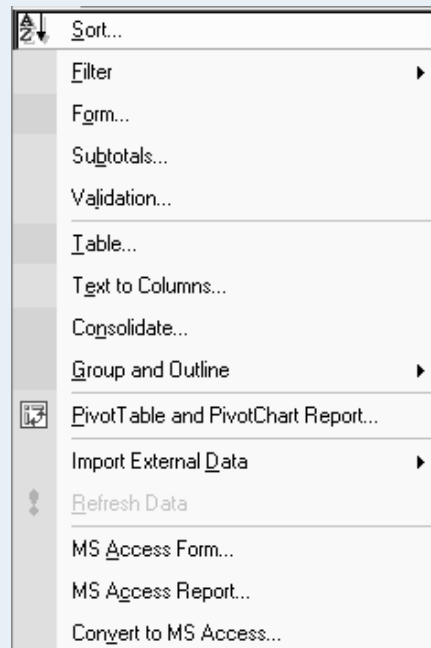 Sort...
Filter
Form...
Subtotals...
Validation...
Table...
Text to Columns...
Consolidate...
Group and Outline
PivotTable and PivotChart Report...
Import External Data
Refresh Data
MS Access Form...
MS Access Report...
Convert to MS Access...